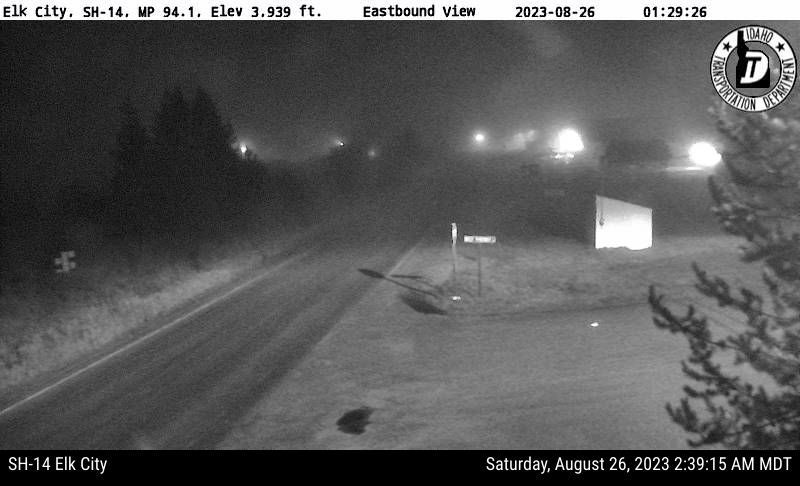 Elk City, SH-14, MP 94.1, Elev 3,939 ft. Eastbound View 2023-08-26 01:29:26
IDAHO
TRANSPORTATION DEPARTMENT
SH-14 Elk City Saturday, August 26, 2023 2:39:15 AM MDT